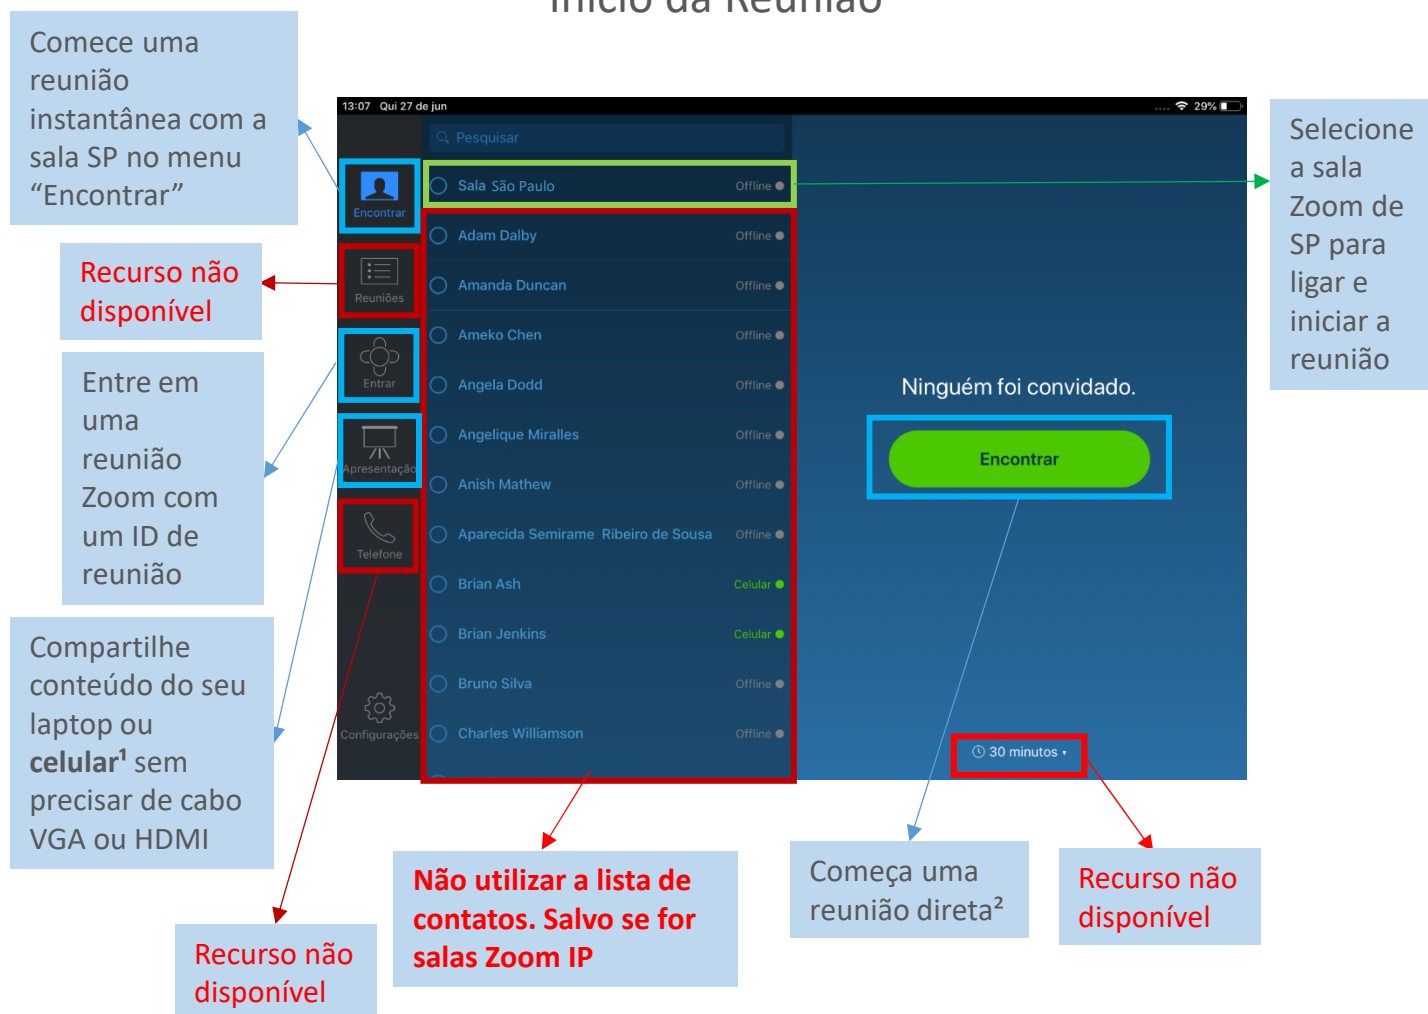 Início da Reunião
Comece uma
reunião
instantânea com a
sala SP no menu
“Encontrar”
Recurso não
disponível
Entre em
uma
reunião
Zoom com
um ID de
reunião
Compartilhe
conteúdo do seu
laptop ou
celular¹ sem
precisar de cabo
VGA ou HDMI
Recurso não
disponível
13:07 Qui 27 de jun
29%
Encontrar
Reuniões
Entrar
Apresentação
Telefone
Configurações
Pesquisar
Sala São Paulo Offline
Adam Dalby Offline
Amanda Duncan Offline
Ameko Chen Offline
Angela Dodd Offline
Angelique Miralles Offline
Anish Mathew Offline
Aparecida Semirame Ribeiro de Sousa Offline
Brian Ash Celular
Brian Jenkins Celular
Bruno Silva Offline
Charles Williamson Offline
Ninguém foi convidado.
Encontrar
30 minutos
Selecione
a sala
Zoom de
SP para
ligar e
iniciar a
reunião
Não utilizar a lista de
contatos. Salvo se for
salas Zoom IP
Começa uma
reunião direta²
Recurso não
disponível